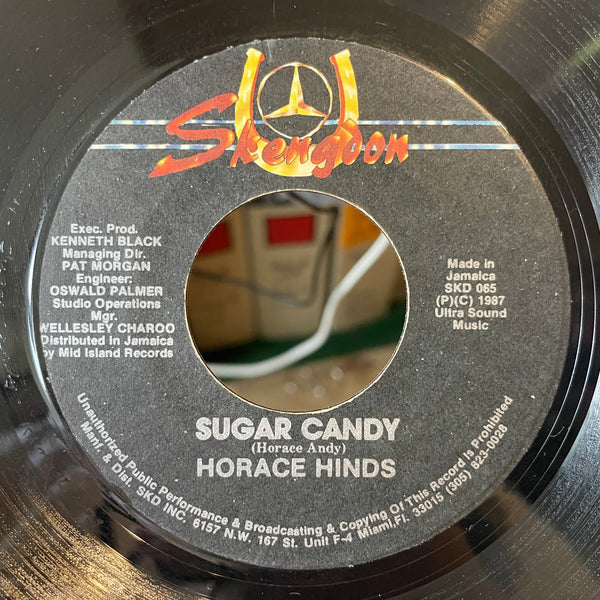 Skengdon
Exec. Prod.
KENNETH BLACK
Managing Dir.
PAT MORGAN
Engineer:
OSWALD PALMER
Studio Operations
Mgr.
WELLESLEY CHAROO
Distributed in Jamaica
by Mid Island Records
Made in
Jamaica
SKD 065
(P)(C) 1987
Ultra Sound
Music
SUGAR CANDY
(Horace Andy)
HORACE HINDS
Unauthorized Public Performance & Broadcasting & Copying Of This Record Is Prohibited
Manf. & Dist. SKD INC. 6157 N.W. 167 St. Unit F-4 Miami,Fl. 33015 (305) 823-0028